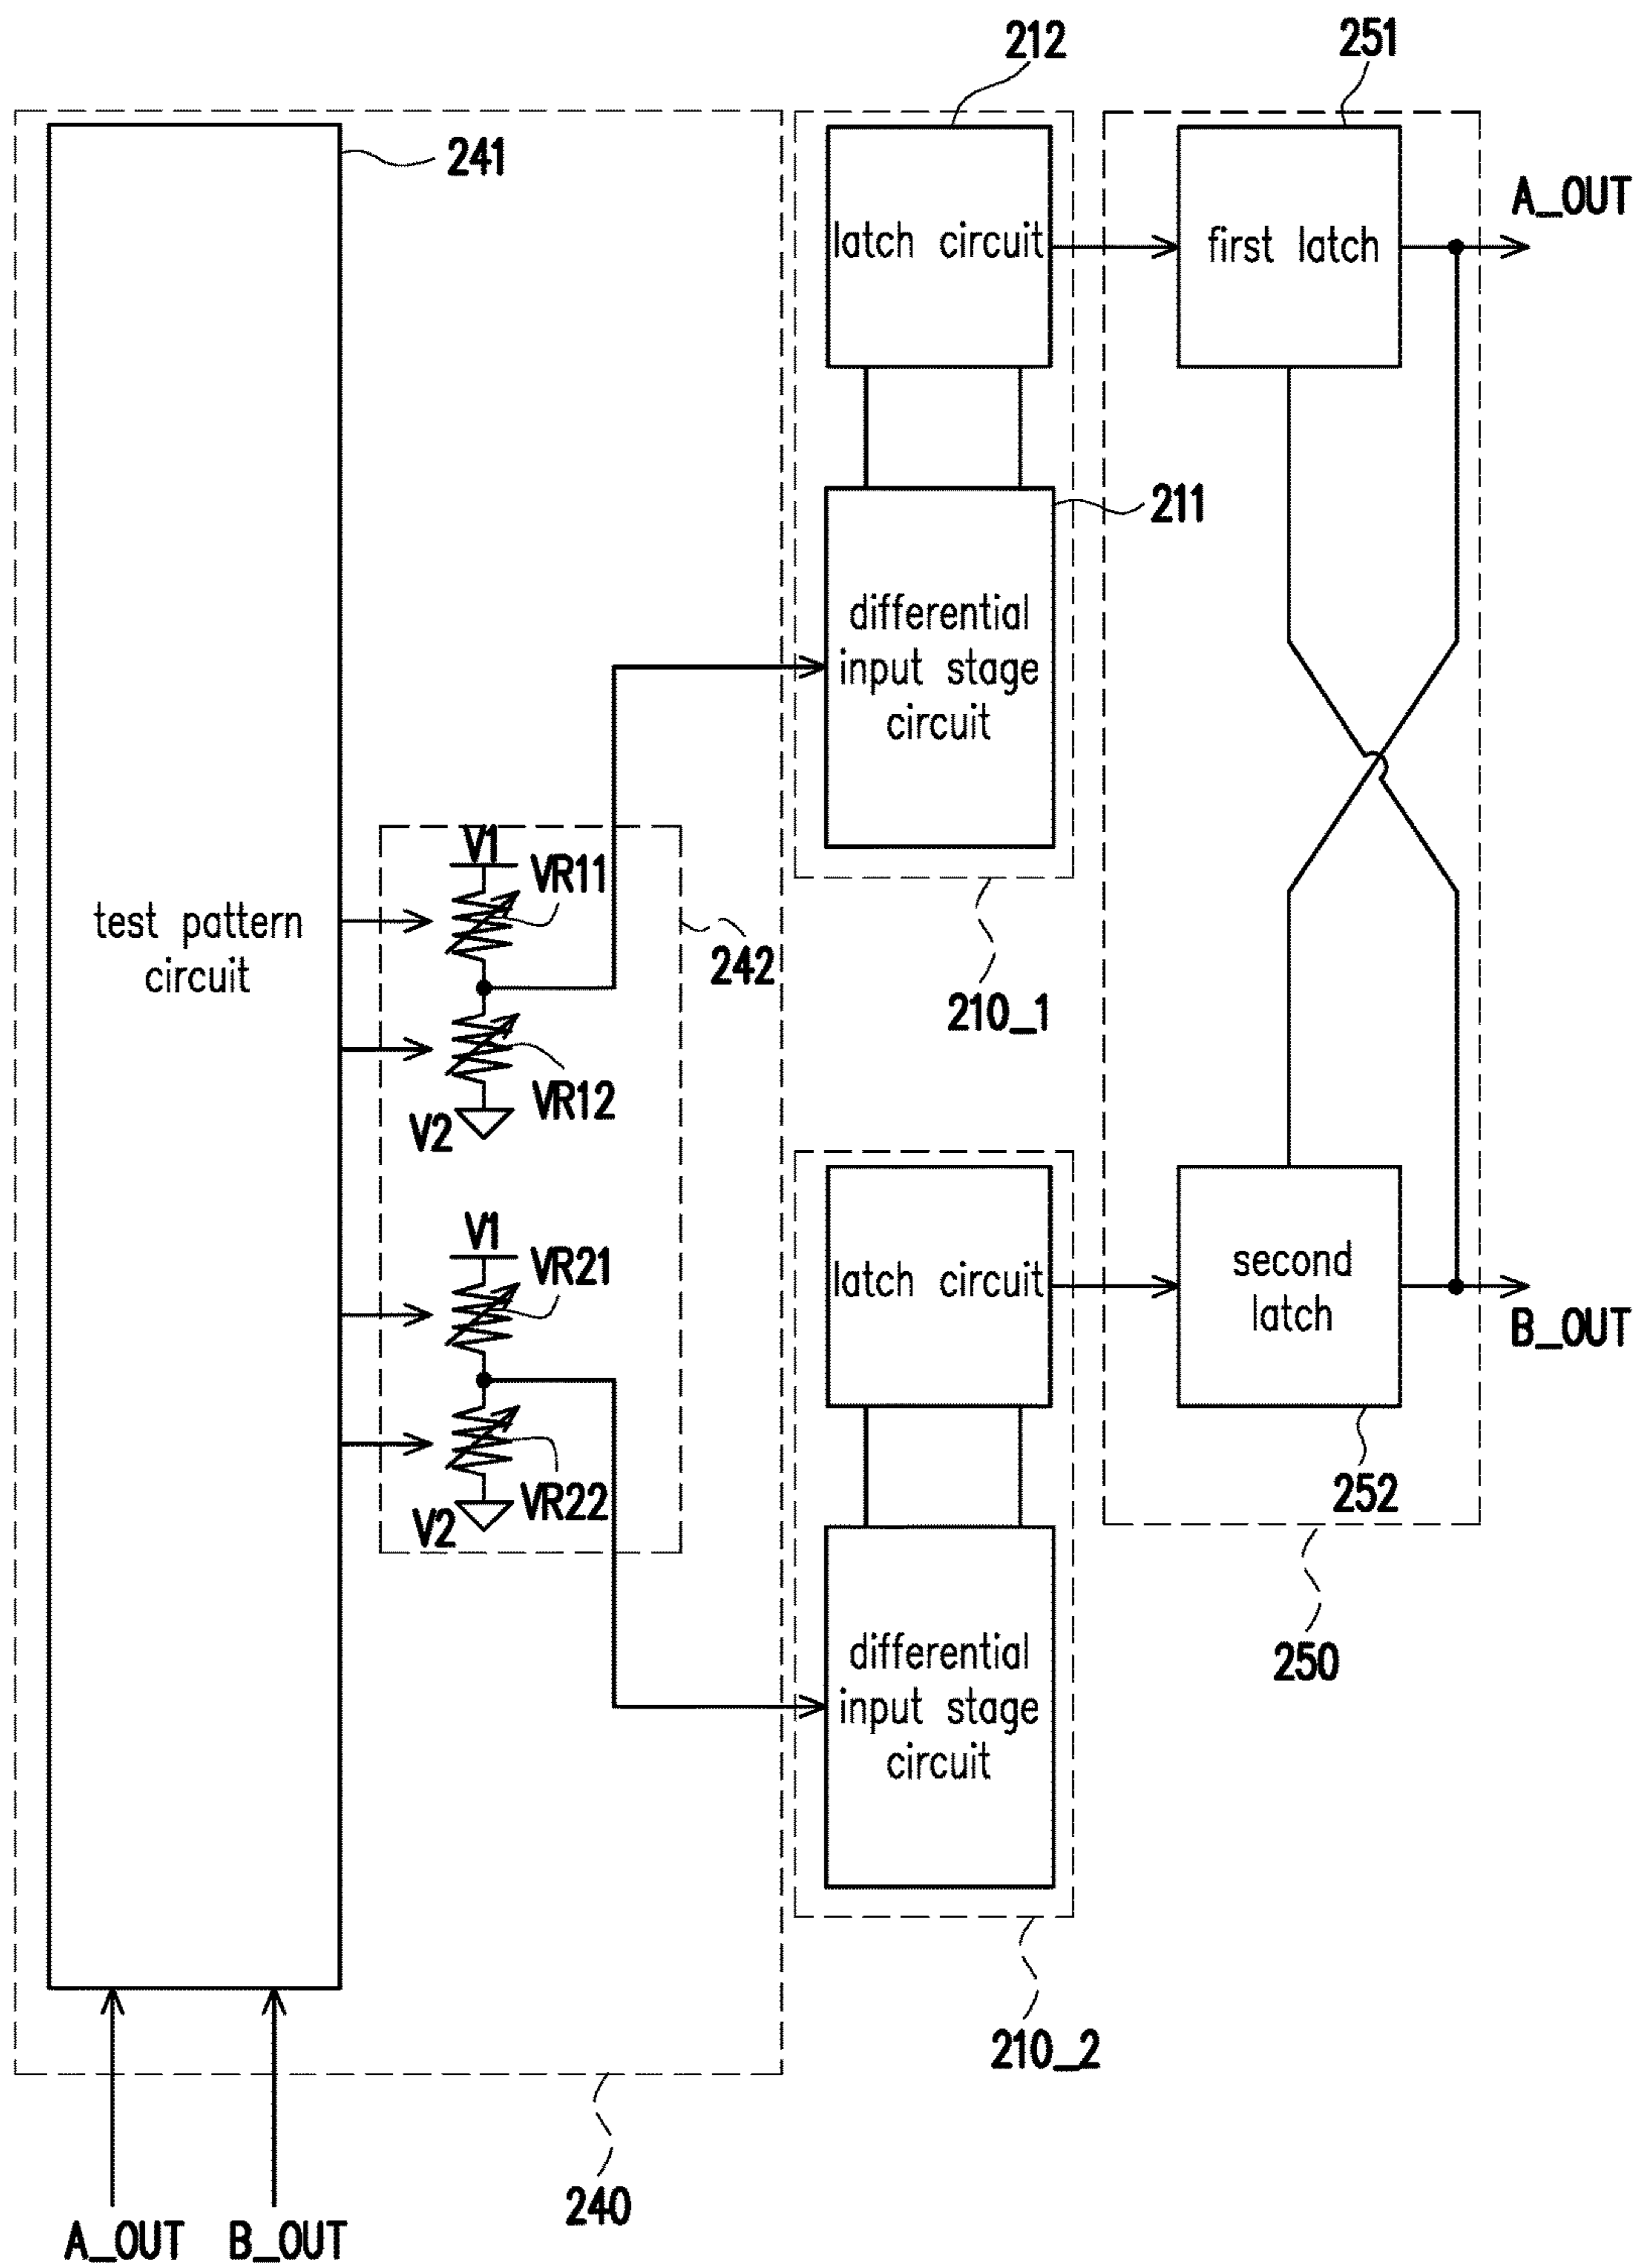 212
251
241
A_OUT
latch circuit
first latch
211
differential
input stage
circuit
V1
VR11
test pattern
circuit
242
210_1
VR12
V2
V1
VR21
latch circuit
second
latch
B_OUT
VR22
V2
252
differential
input stage
circuit
250
210_2
240
A_OUT
B_OUT